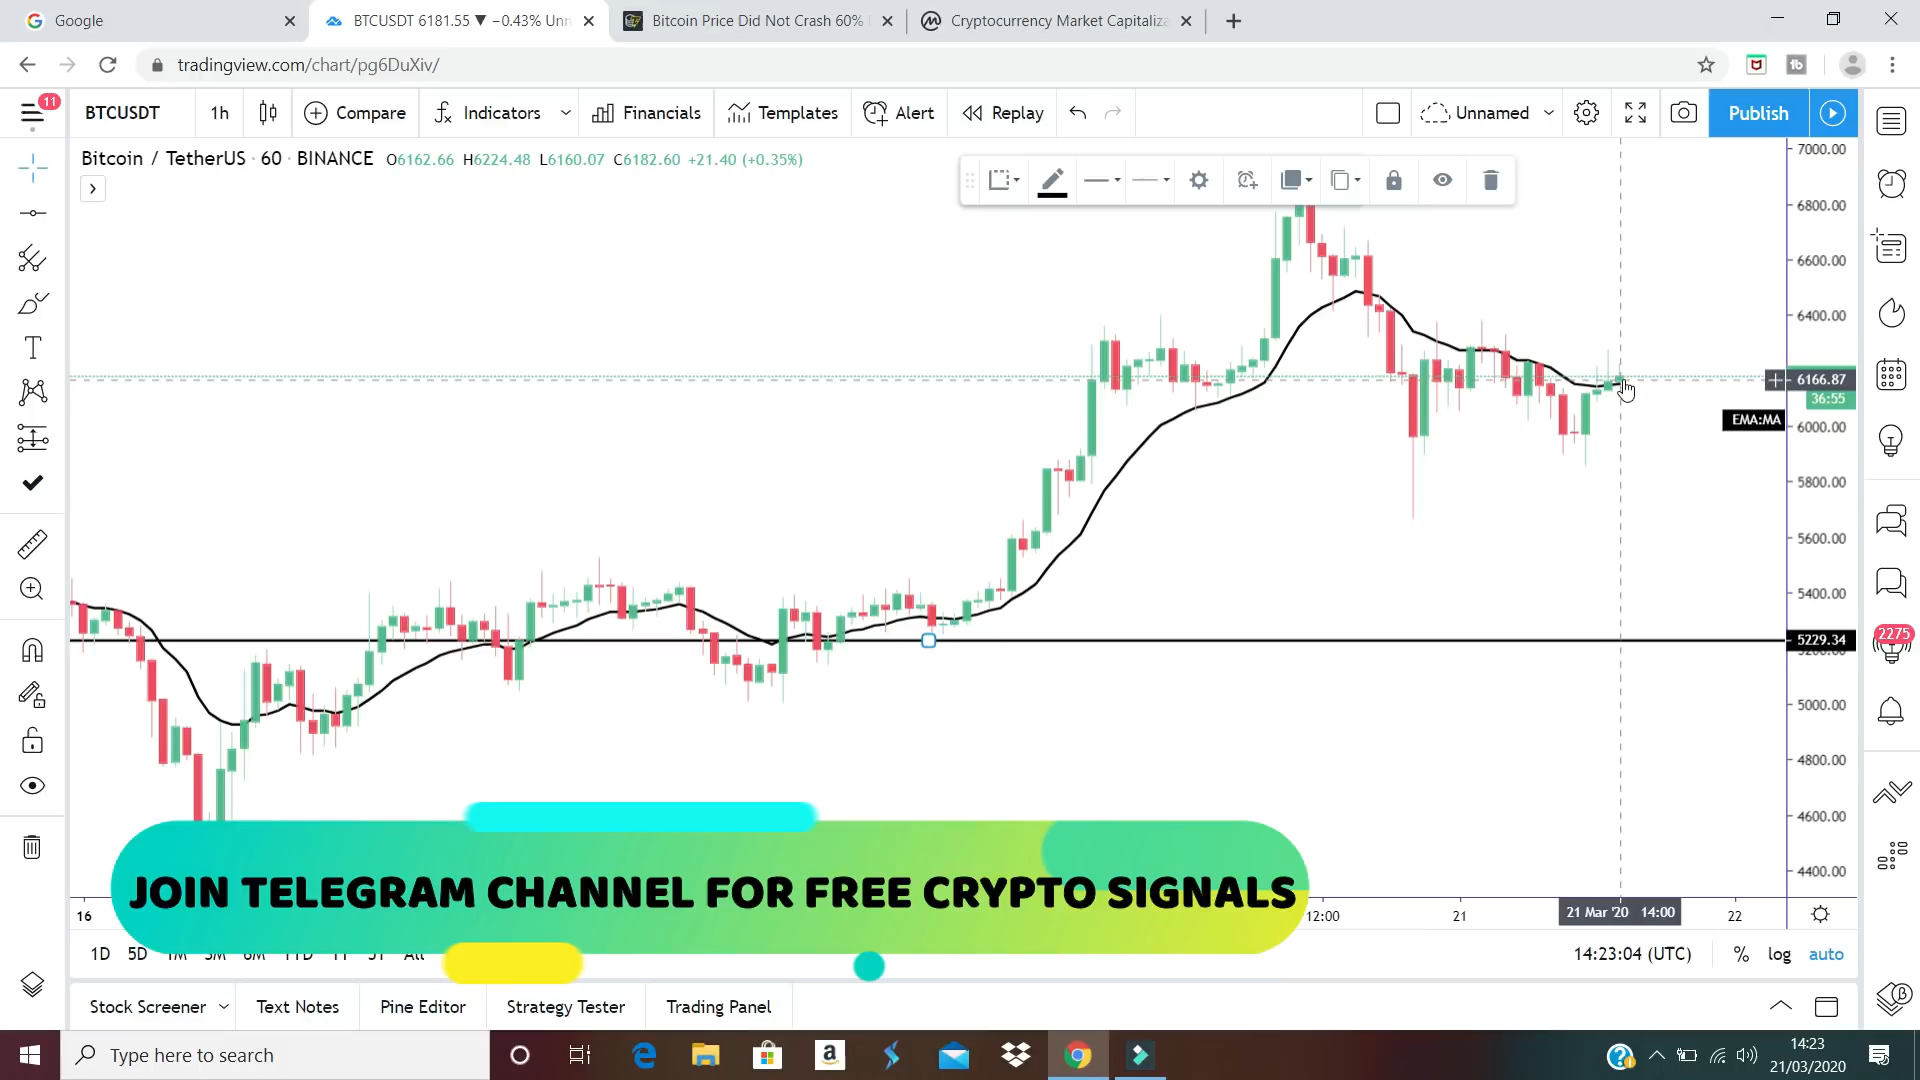 Google
BTCUSDT 6181.55 ▼ −0.43% Unn
Bitcoin Price Did Not Crash 60%
Cryptocurrency Market Capitaliza
tradingview.com/chart/pg6DuXiv/
11
BTCUSDT
1h
Compare
Indicators
Financials
Templates
Alert
Replay
Unnamed
Publish
Bitcoin / TetherUS · 60 · BINANCE O6162.66 H6224.48 L6160.07 C6182.60 +21.40 (+0.35%)
7000.00
6800.00
6600.00
6400.00
6166.87
36:55
EMA:MA
6000.00
5800.00
5600.00
5400.00
5229.34
5000.00
4800.00
4600.00
4400.00
2275
JOIN TELEGRAM CHANNEL FOR FREE CRYPTO SIGNALS
16
12:00
21
21 Mar '20 14:00
22
1D 5D
All
14:23:04 (UTC)
%
log
auto
Stock Screener
Text Notes
Pine Editor
Strategy Tester
Trading Panel
Type here to search
14:23
21/03/2020